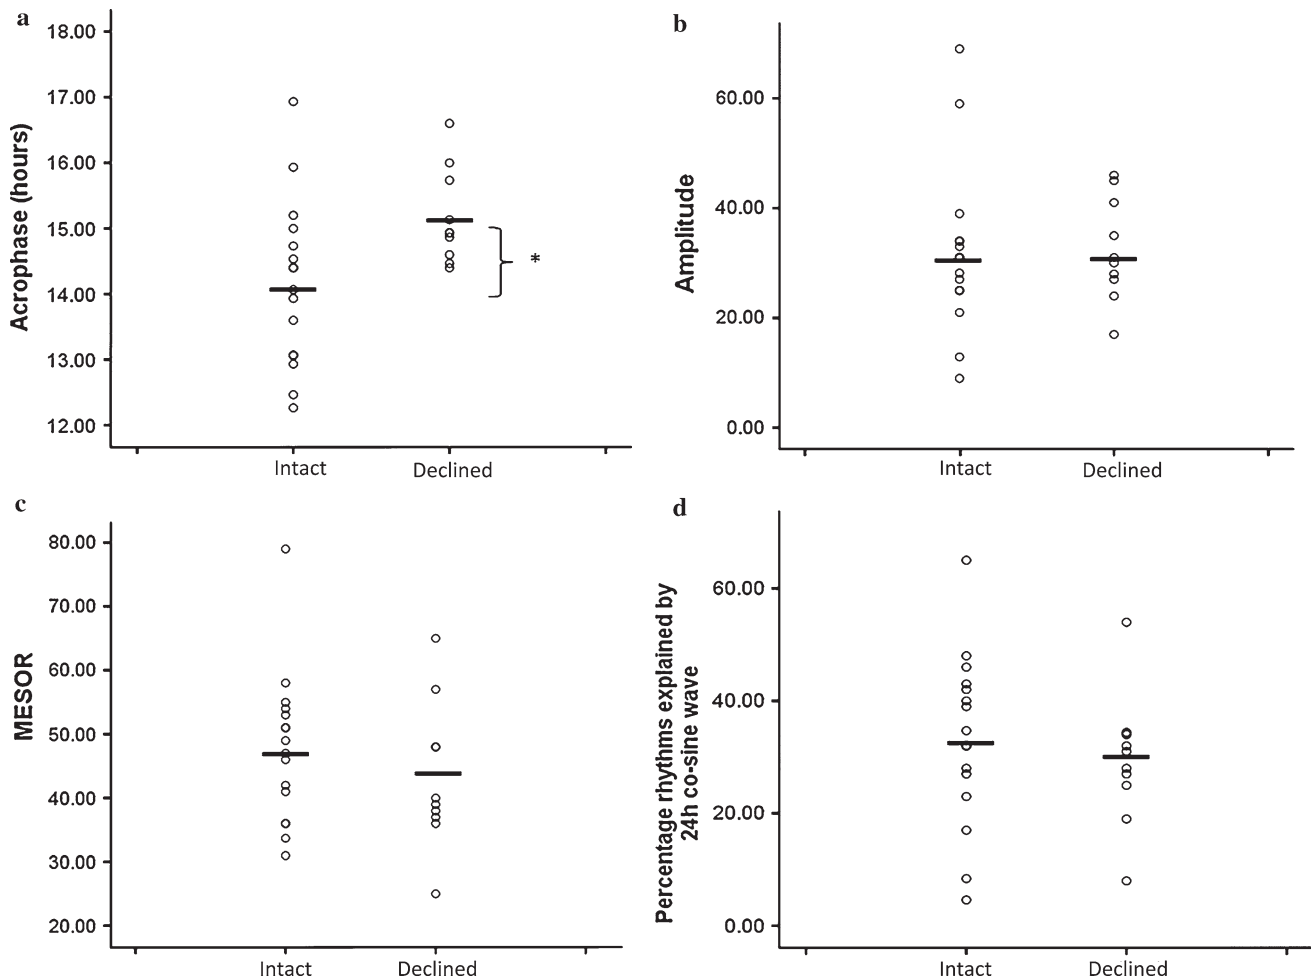 a
18.00
17.00
16.00
15.00
14.00
13.00
12.00
Acrophase (hours)
*
Intact
Declined
b
60.00
40.00
20.00
0.00
Amplitude
Intact
Declined
c
80.00
70.00
60.00
50.00
40.00
30.00
20.00
MESOR
Intact
Declined
d
60.00
40.00
20.00
0.00
Percentage rhythms explained by
24h co-sine wave
Intact
Declined